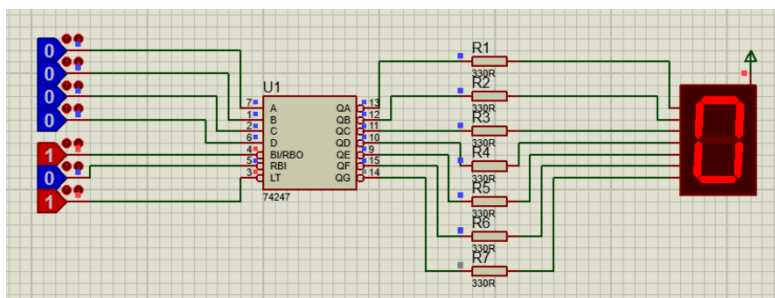 0
0
0
0
1
0
1
U1
7 A QA 13
1 B QB 12
2 C QC 11
6 D QD 10
4 BI/RBO QE 9
5 RBI QF 15
3 LT QG 14
74247
R1
330R
R2
330R
R3
330R
R4
330R
R5
330R
R6
330R
R7
330R
0